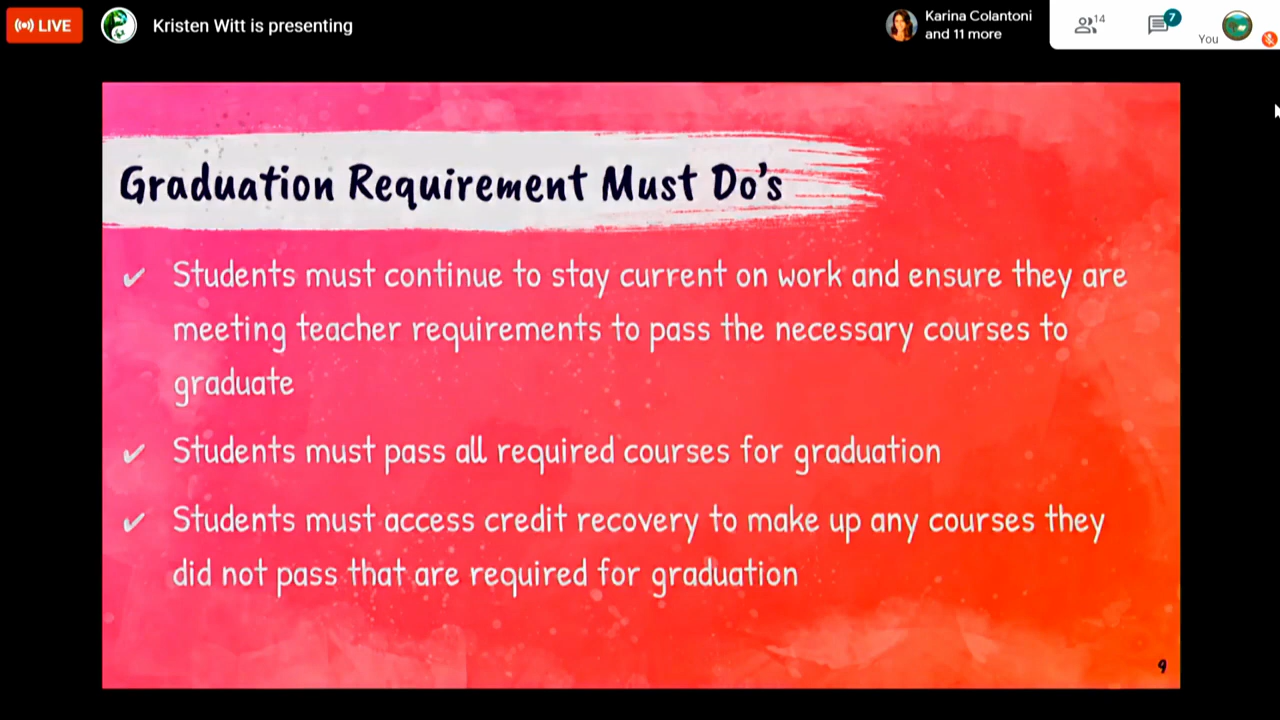 LIVE
Kristen Witt is presenting
Karina Colantoni
and 11 more
14
7
You
Graduation Requirement Must Do's
✔ Students must continue to stay current on work and ensure they are
meeting teacher requirements to pass the necessary courses to
graduate
✔ Students must pass all required courses for graduation
✔ Students must access credit recovery to make up any courses they
did not pass that are required for graduation
9